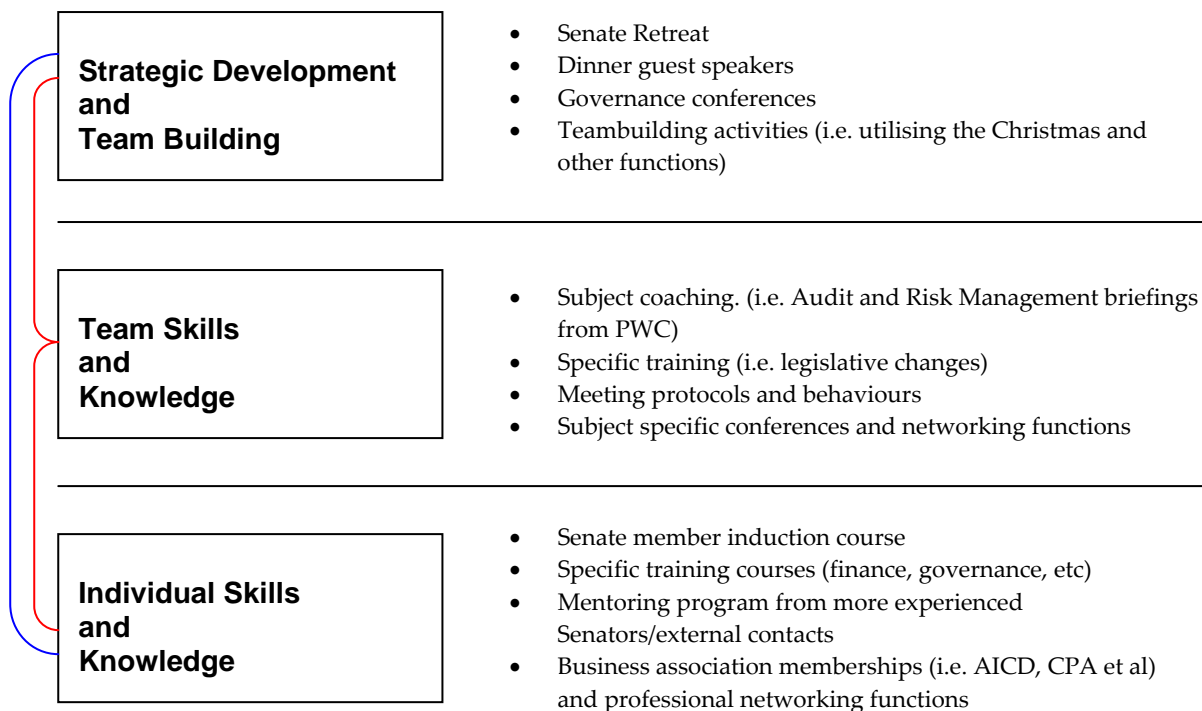 Strategic Development
and
Team Building
• Senate Retreat
• Dinner guest speakers
• Governance conferences
• Teambuilding activities (i.e. utilising the Christmas and
other functions)
Team Skills
and
Knowledge
• Subject coaching. (i.e. Audit and Risk Management briefings
from PWC)
• Specific training (i.e. legislative changes)
• Meeting protocols and behaviours
• Subject specific conferences and networking functions
Individual Skills
and
Knowledge
• Senate member induction course
• Specific training courses (finance, governance, etc)
• Mentoring program from more experienced
Senators/external contacts
• Business association memberships (i.e. AICD, CPA et al)
and professional networking functions